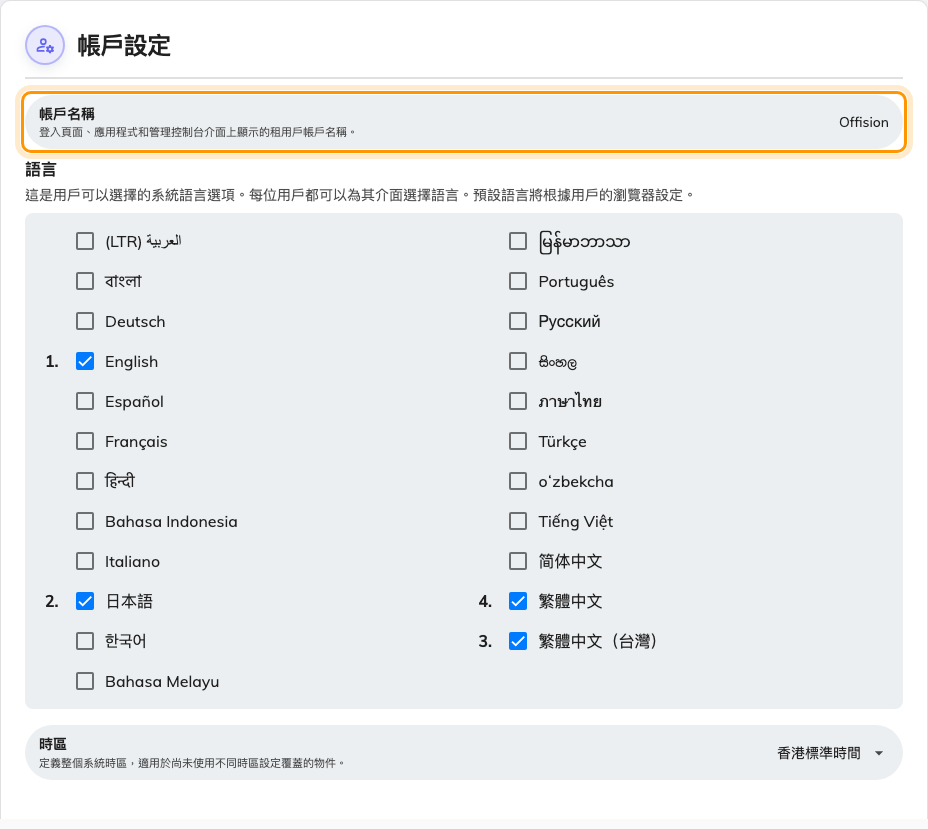 帳戶設定
帳戶名稱
登入頁面、應用程式和管理控制台介面上顯示的租用戶帳戶名稱。
Offision
語言
這是用戶可以選擇的系統語言選項。每位用戶都可以為其介面選擇語言。預設語言將根據用戶的瀏覽器設定。
(LTR) العربية
বাংলা
Deutsch
1. English
Español
Français
हिन्दी
Bahasa Indonesia
Italiano
2. 日本語
한국어
Bahasa Melayu
မြန်မာဘာသာ
Português
Русский
සිංහල
ภาษาไทย
Türkçe
oʻzbekcha
Tiếng Việt
简体中文
4. 繁體中文
3. 繁體中文（台灣）
時區
定義整個系統時區，適用於尚未使用不同時區設定覆蓋的物件。
香港標準時間